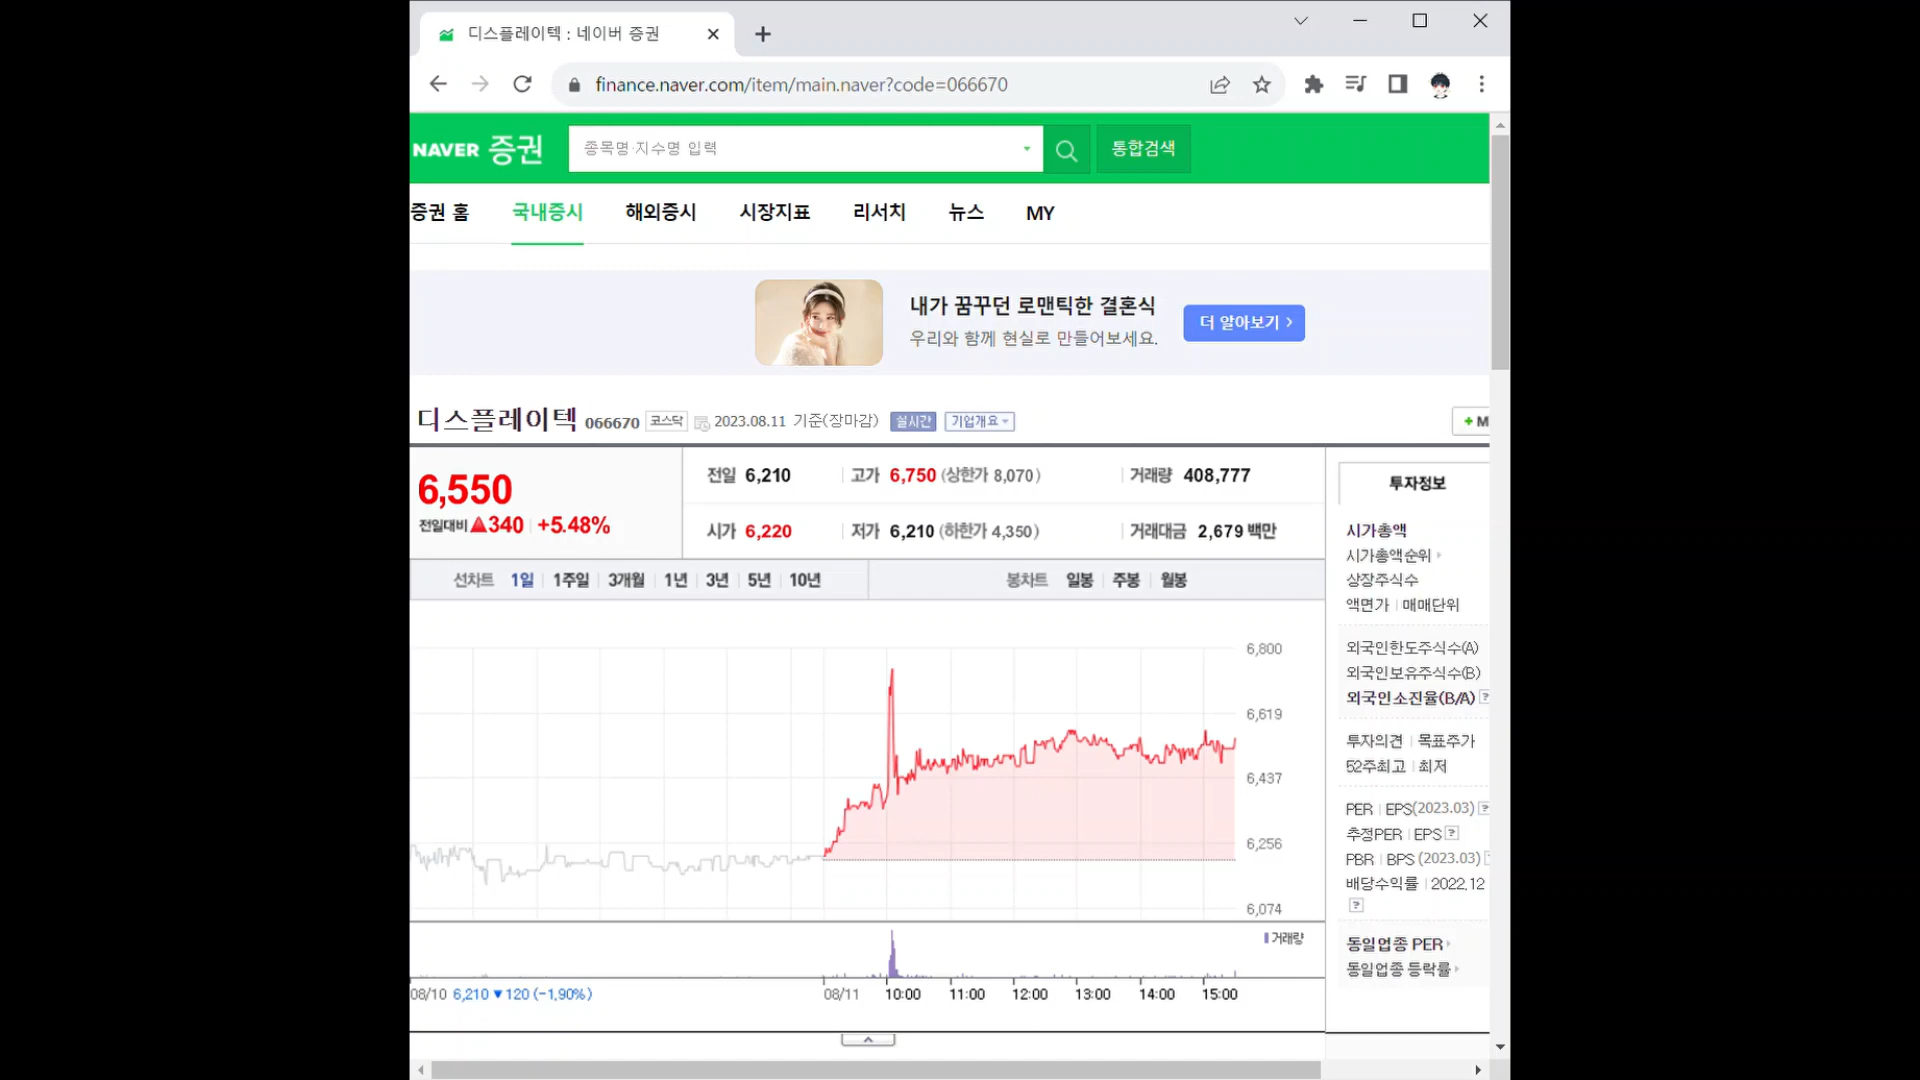 디스플레이텍 : 네이버 증권
finance.naver.com/item/main.naver?code=066670
NAVER 증권
종목명·지수명 입력
통합검색
증권 홈 국내증시 해외증시 시장지표 리서치 뉴스 MY
내가 꿈꾸던 로맨틱한 결혼식
우리와 함께 현실로 만들어보세요.
더 알아보기
디스플레이텍 066670 코스닥 2023.08.11 기준(장마감) 실시간 기업개요
+ M
6,550
전일대비 ▲340 +5.48%
전일 6,210 고가 6,750 (상한가 8,070) 거래량 408,777
시가 6,220 저가 6,210 (하한가 4,350) 거래대금 2,679 백만
선차트 1일 1주일 3개월 1년 3년 5년 10년
봉차트 일봉 주봉 월봉
6,800
6,619
6,437
6,256
6,074
거래량
08/10 6,210 ▼120 (-1,90%)
08/11 10:00 11:00 12:00 13:00 14:00 15:00
투자정보
시가총액
시가총액순위
상장주식수
액면가 | 매매단위
외국인한도주식수(A)
외국인보유주식수(B)
외국인소진율(B/A) ?
투자의견 | 목표주가
52주최고 | 최저
PER | EPS(2023.03) ?
추정PER | EPS ?
PBR | BPS (2023.03) ?
배당수익률 | 2022.12
?
동일업종 PER
동일업종 등락률